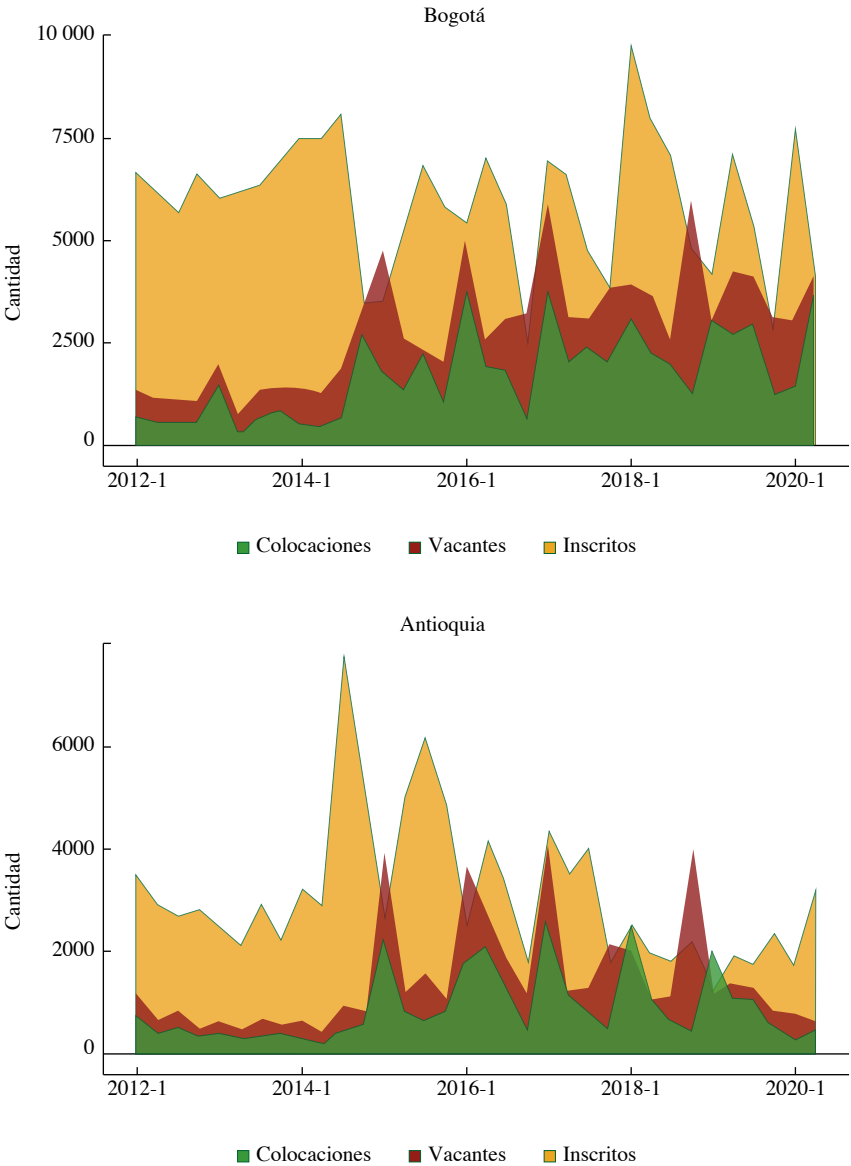 Bogotá
10 000
7500
5000
2500
0
Cantidad
2012-1 2014-1 2016-1 2018-1 2020-1
Colocaciones Vacantes Inscritos
Antioquia
6000
4000
2000
0
Cantidad
2012-1 2014-1 2016-1 2018-1 2020-1
Colocaciones Vacantes Inscritos